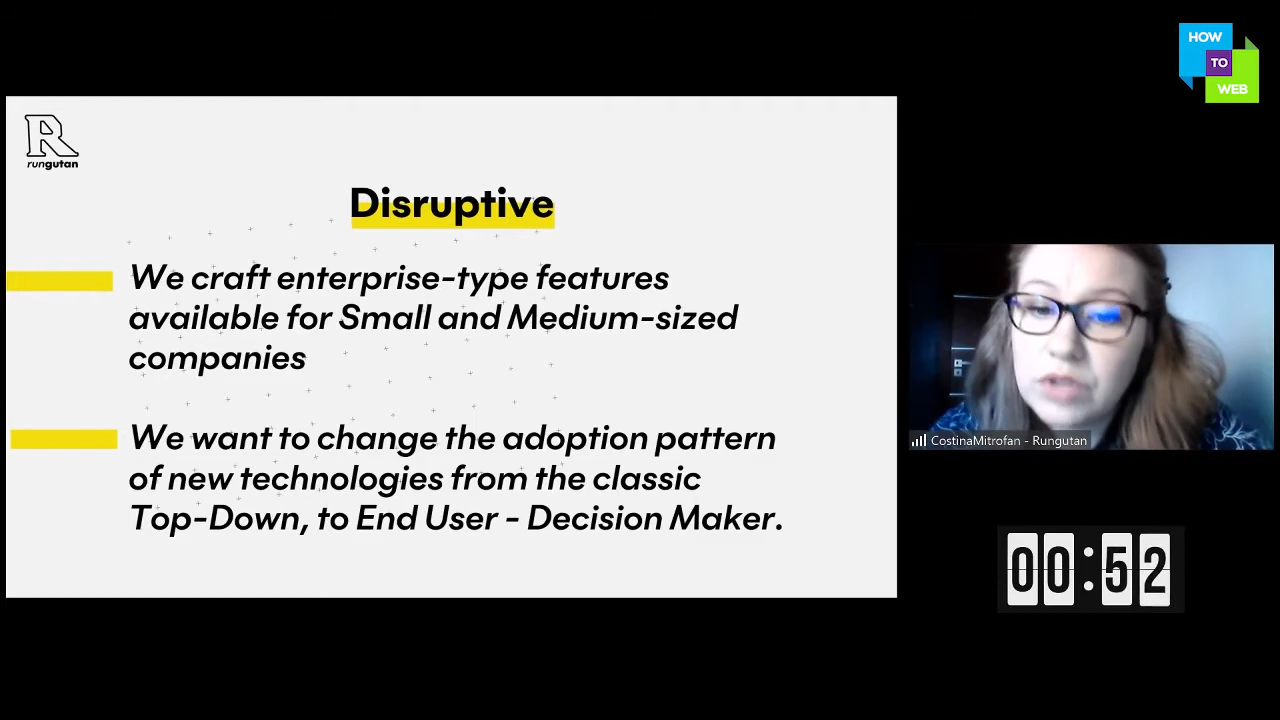 HOW
TO
WEB
R
rungutan
Disruptive
We craft enterprise-type features
available for Small and Medium-sized
companies
We want to change the adoption pattern
of new technologies from the classic
Top-Down, to End User - Decision Maker.
CostinaMitrofan - Rungutan
00:52